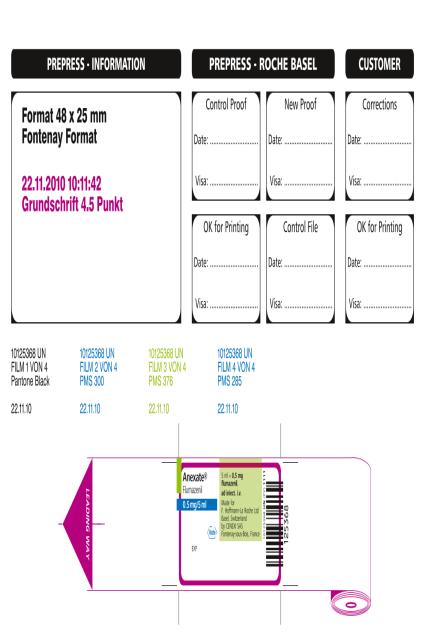 PREPRESS - INFORMATION
PREPRESS - ROCHE BASEL
CUSTOMER
Format 48 x 25 mm
Fontenay Format
22.11.2010 10:11:42
Grundschrift 4.5 Punkt
Control Proof
Date: ....................
Visa: ....................
New Proof
Date: ....................
Visa: ....................
Corrections
Date: ....................
Visa: ....................
OK for Printing
Date: ....................
Visa: ....................
Control File
Date: ....................
Visa: ....................
OK for Printing
Date: ....................
Visa: ....................
10125368 UN
FILM 1 VON 4
Pantone Black
22.11.10
10125368 UN
FILM 2 VON 4
PMS 300
22.11.10
10125368 UN
FILM 3 VON 4
PMS 376
22.11.10
10125368 UN
FILM 4 VON 4
PMS 285
22.11.10
LEADING WAY
Anexate®
Flumazenil
0.5 mg/5 ml
Roche
EXP
5 ml = 0.5 mg
flumazenil
ad inject. i.v.
Made for
F. Hoffmann-La Roche Ltd
Basel, Switzerland
by CENEXI SAS
Fontenay-sous-Bois, France
125368